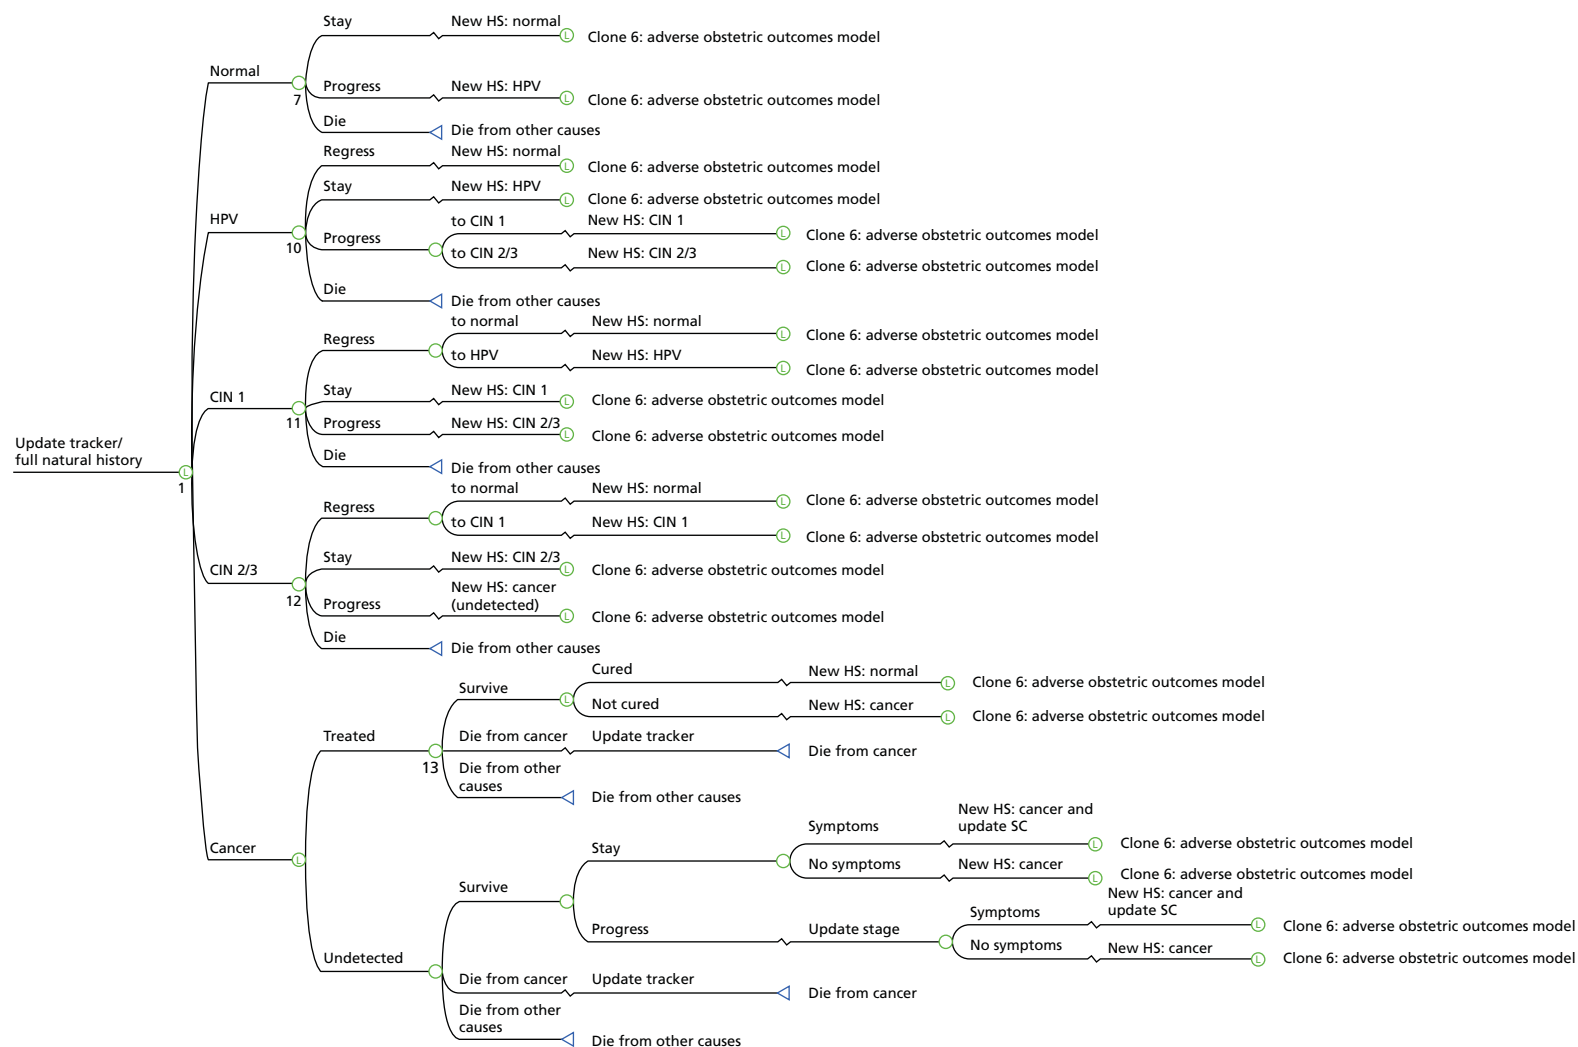 Update tracker/
full natural history
1
Normal
7
Stay
New HS: normal
L
Clone 6: adverse obstetric outcomes model
Progress
New HS: HPV
L
Clone 6: adverse obstetric outcomes model
Die
Die from other causes
HPV
10
Regress
New HS: normal
L
Clone 6: adverse obstetric outcomes model
Stay
New HS: HPV
L
Clone 6: adverse obstetric outcomes model
Progress
to CIN 1
New HS: CIN 1
L
Clone 6: adverse obstetric outcomes model
to CIN 2/3
New HS: CIN 2/3
L
Clone 6: adverse obstetric outcomes model
Die
Die from other causes
CIN 1
11
Regress
to normal
New HS: normal
L
Clone 6: adverse obstetric outcomes model
to HPV
New HS: HPV
L
Clone 6: adverse obstetric outcomes model
Stay
New HS: CIN 1
L
Clone 6: adverse obstetric outcomes model
Progress
New HS: CIN 2/3
L
Clone 6: adverse obstetric outcomes model
Die
Die from other causes
L
CIN 2/3
12
Regress
to normal
New HS: normal
L
Clone 6: adverse obstetric outcomes model
to CIN 1
New HS: CIN 1
L
Clone 6: adverse obstetric outcomes model
Stay
New HS: CIN 2/3
L
Clone 6: adverse obstetric outcomes model
Progress
New HS: cancer
(undetected)
L
Clone 6: adverse obstetric outcomes model
Die
Die from other causes
Cancer
L
Treated
13
Survive
L
Cured
New HS: normal
L
Clone 6: adverse obstetric outcomes model
Not cured
New HS: cancer
L
Clone 6: adverse obstetric outcomes model
Die from cancer
Update tracker
Die from cancer
Die from other
causes
Die from other causes
Undetected
Survive
Stay
Symptoms
New HS: cancer and
update SC
L
Clone 6: adverse obstetric outcomes model
No symptoms
New HS: cancer
L
Clone 6: adverse obstetric outcomes model
Progress
Update stage
Symptoms
New HS: cancer and
update SC
L
Clone 6: adverse obstetric outcomes model
No symptoms
New HS: cancer
L
Clone 6: adverse obstetric outcomes model
Die from cancer
Update tracker
Die from cancer
Die from other
causes
Die from other causes